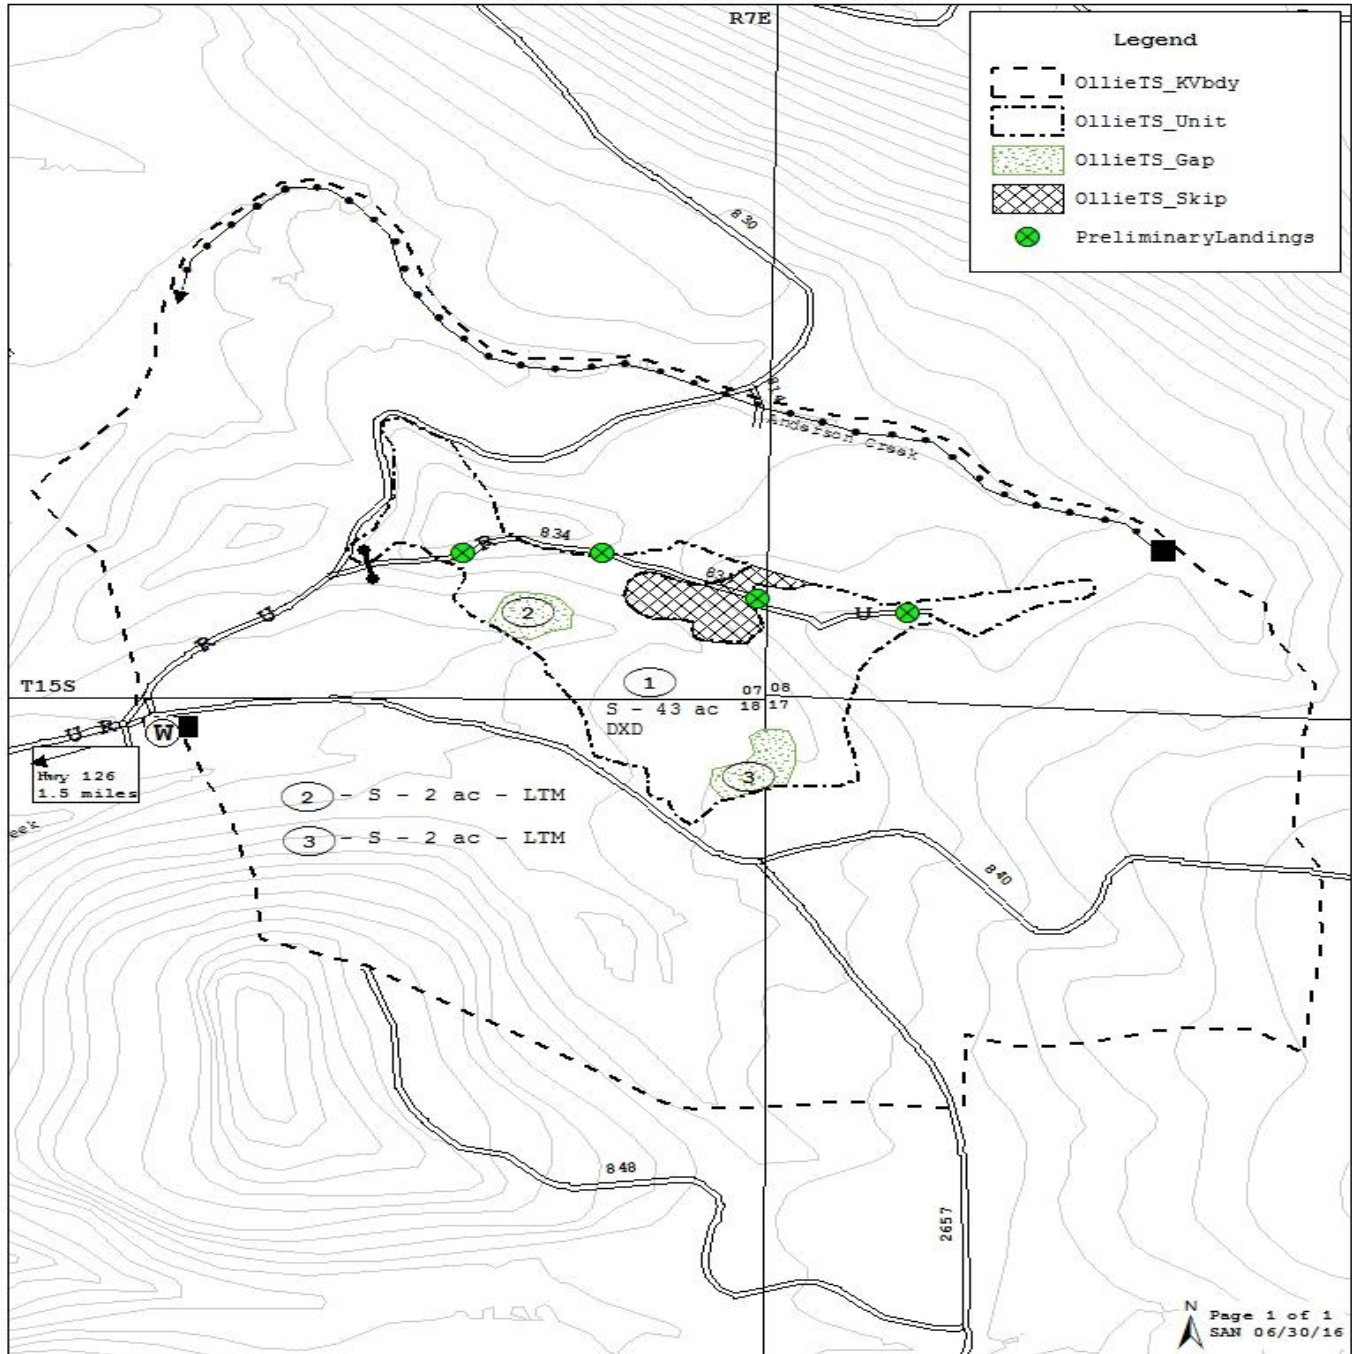 R7E
Legend
OllieTS_KVbdy
OllieTS_Unit
OllieTS_Gap
OllieTS_Skip
PreliminaryLandings
830
Anderson Creek
R
834
U
2
R
U
1
T15S
07 08
18 17
S - 43 ac
DXD
U R
W
Hwy 126
1.5 miles
3
2 - S - 2 ac - LTM
3 - S - 2 ac - LTM
840
848
2657
N
Page 1 of 1
SAN 06/30/16